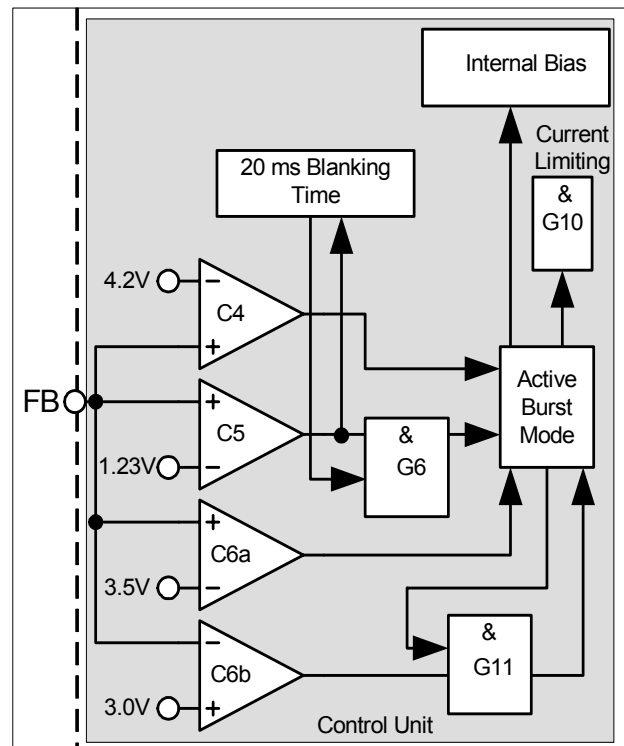 Internal Bias
Current
Limiting
20 ms Blanking
Time
&
G10
4.2V
−
C4
+
FB
+
C5
−
1.23V
&
G6
Active
Burst
Mode
+
C6a
−
3.5V
−
C6b
+
3.0V
&
G11
Control Unit